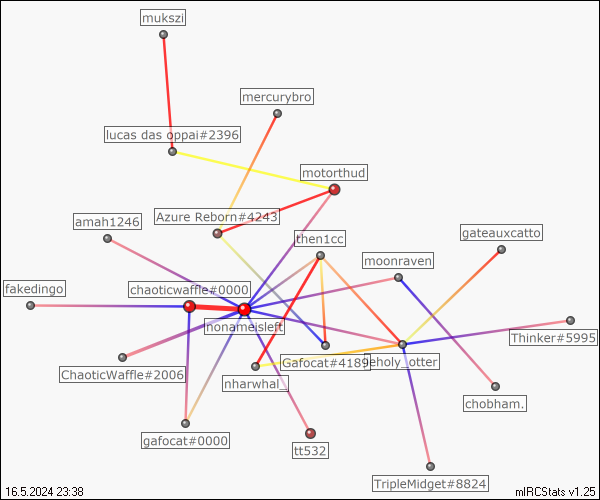 mukszi
mercurybro
lucas das oppai#2396
motorthud
Azure Reborn#4243
amah1246
then1cc
gateauxcatto
moonraven
fakedingo
chaoticwaffle#0000
nonameisleft
Thinker#5995
Gafocat#4189
eholy_otter
ChaoticWaffle#2006
nharwhal_
chobham.
gafocat#0000
tt532
TripleMidget#8824
16.5.2024 23:38
mIRCStats v1.25